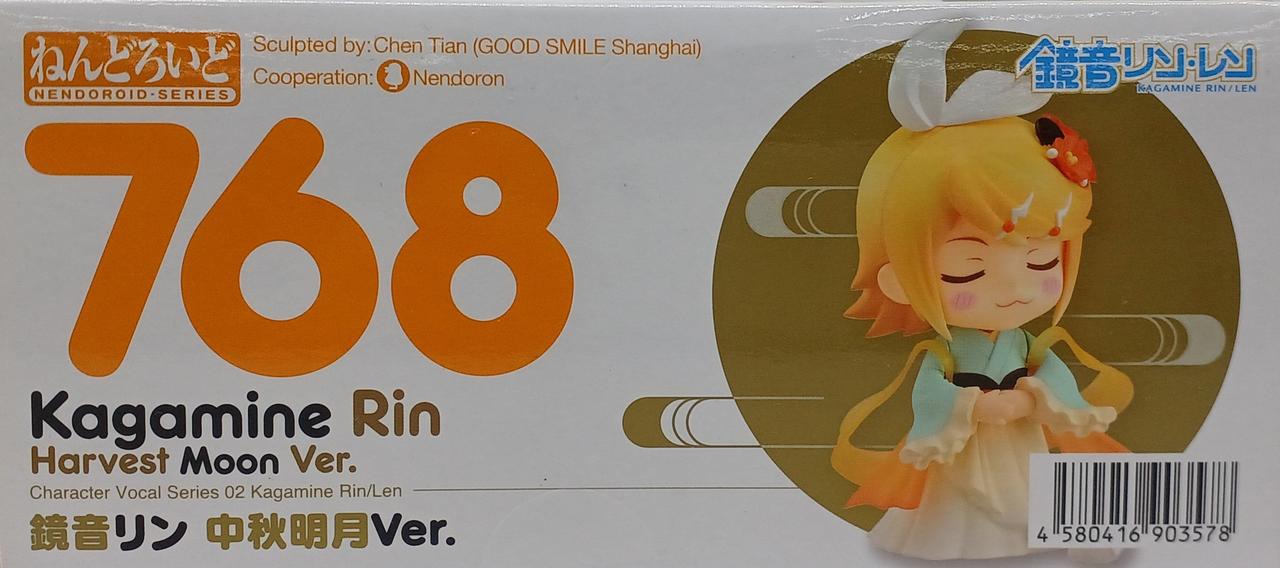 ねんどろいど
NENDOROID·SERIES
Sculpted by: Chen Tian (GOOD SMILE Shanghai)
Cooperation: Nendoron
鏡音リン・レン
KAGAMINE RIN/LEN
768
Kagamine Rin
Harvest Moon Ver.
Character Vocal Series 02 Kagamine Rin/Len
鏡音リン 中秋明月Ver.
4 580416 903578